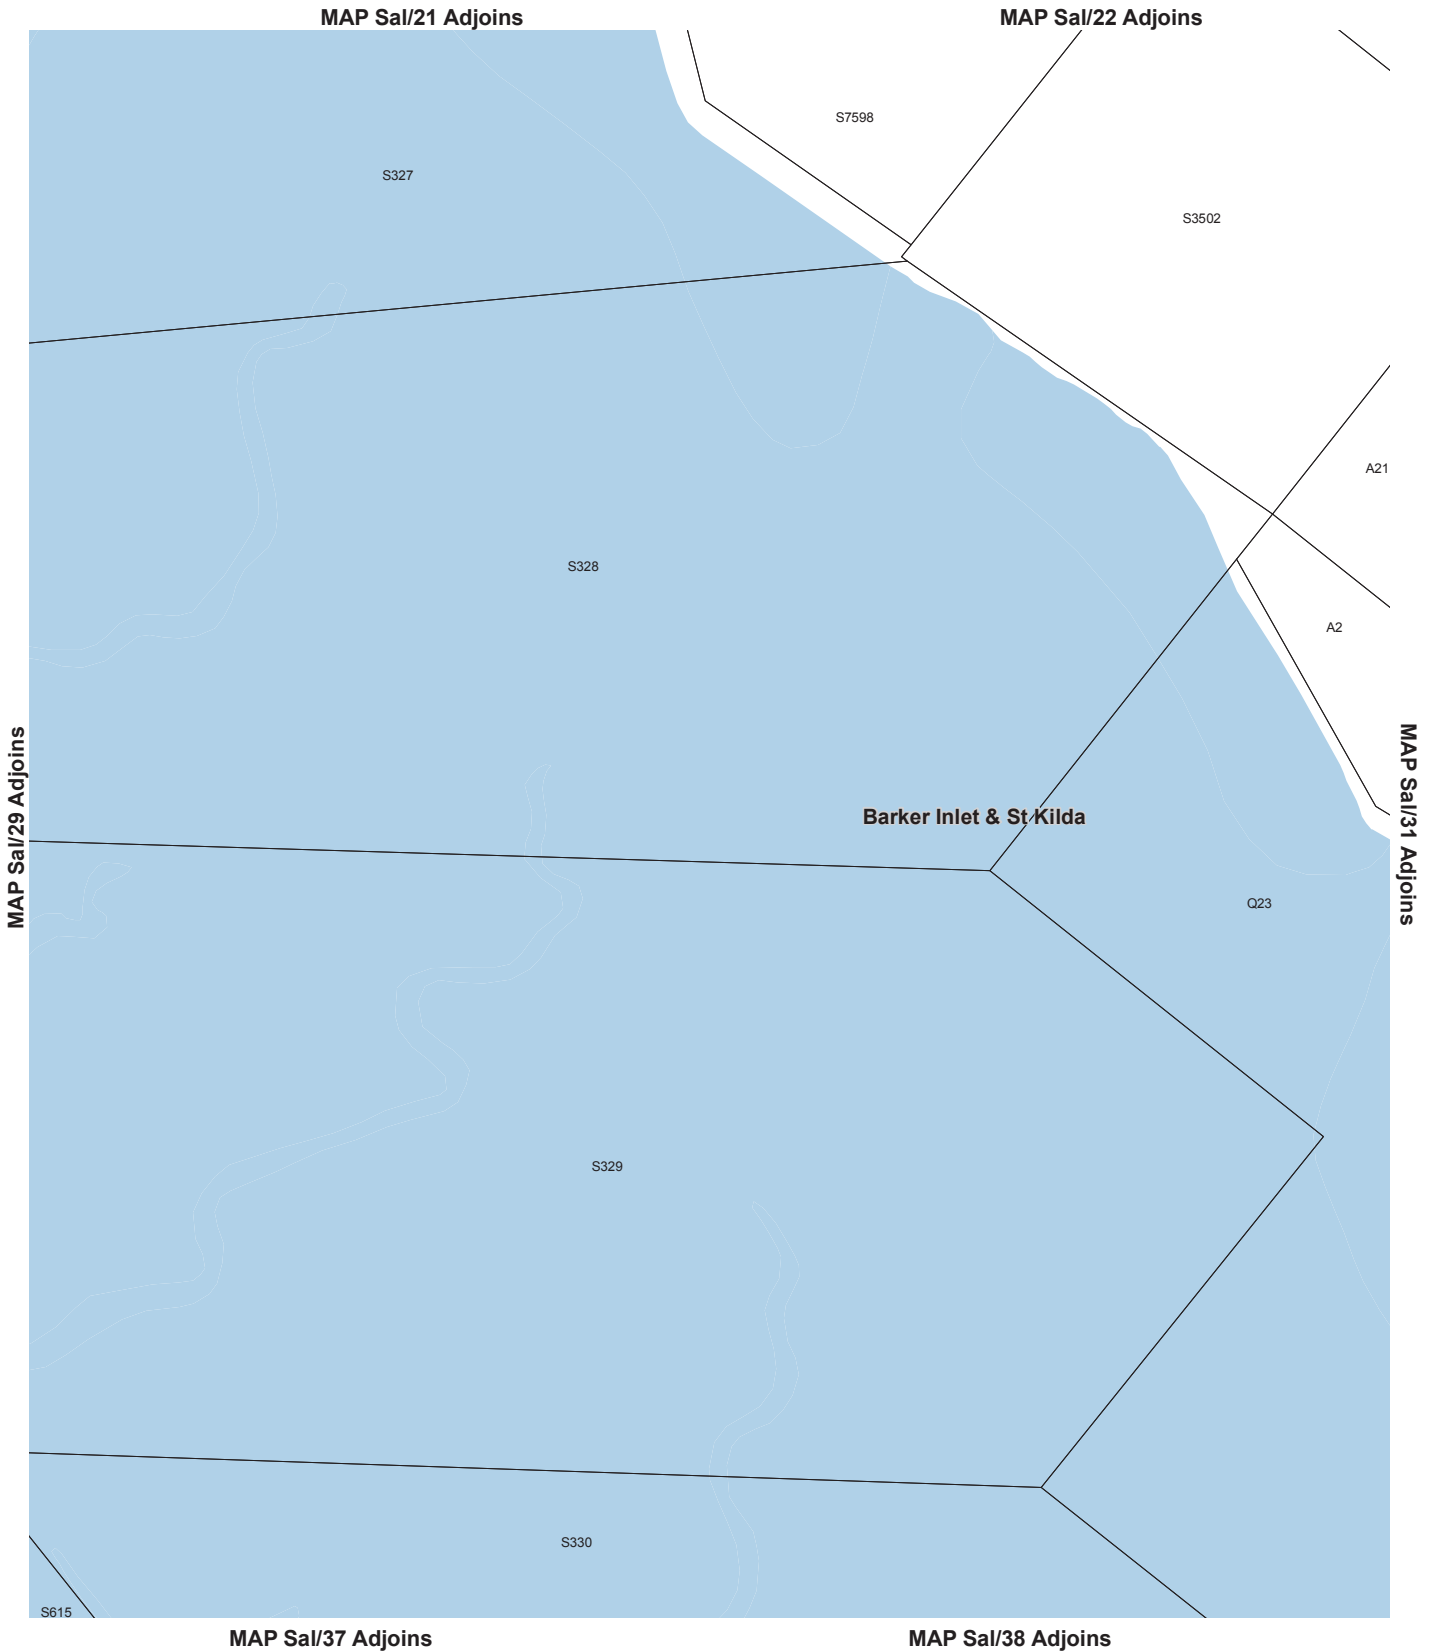 MAP Sal/21 Adjoins
MAP Sal/22 Adjoins
S7598
S327
S3502
A21
S328
A2
MAP Sal/29 Adjoins
MAP Sal/31 Adjoins
Barker Inlet & St Kilda
Q23
S329
S330
S615
MAP Sal/37 Adjoins
MAP Sal/38 Adjoins